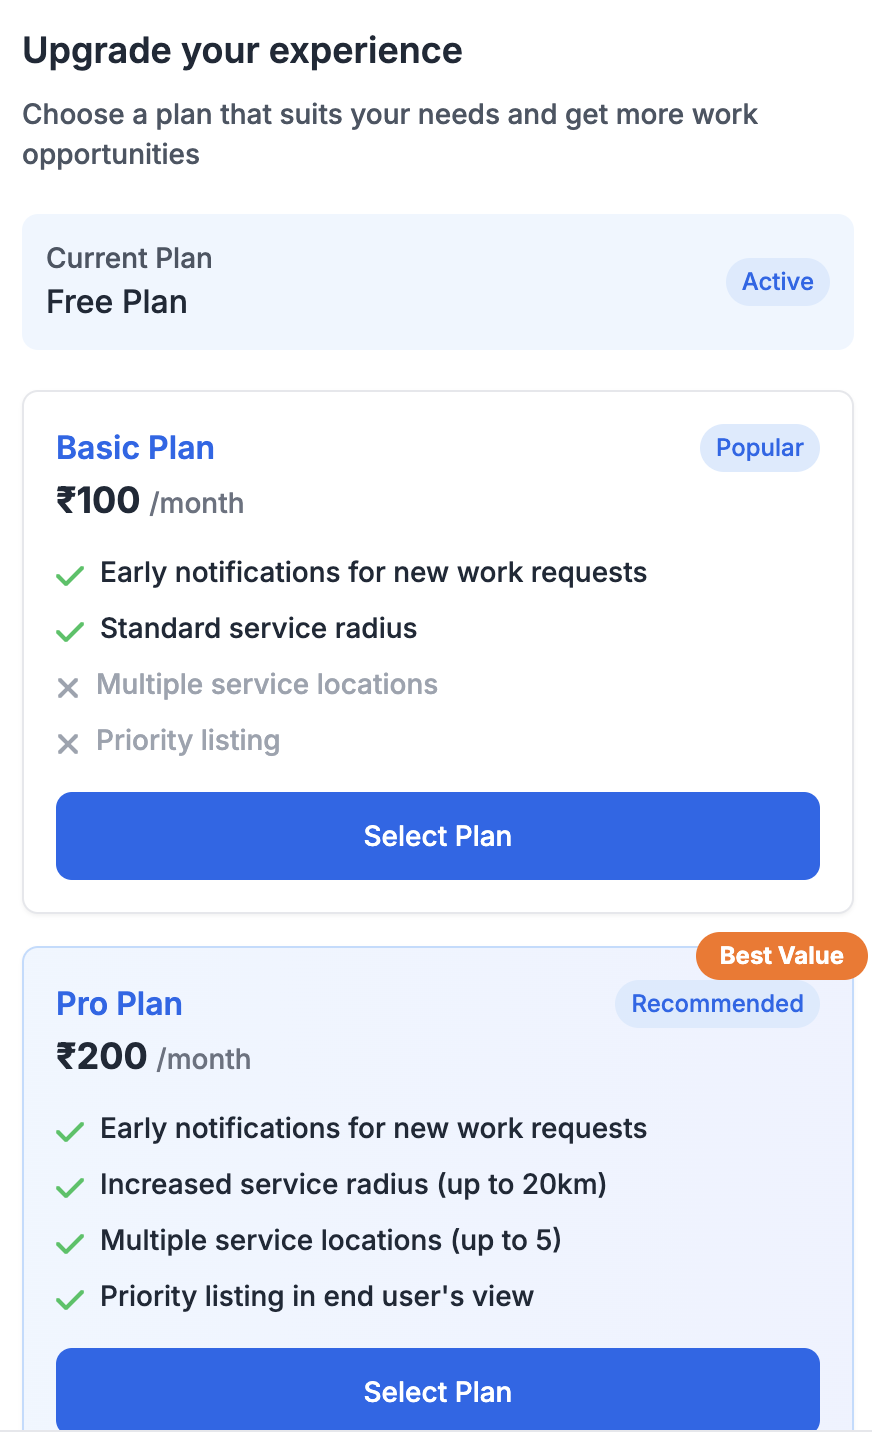 Upgrade your experience
Choose a plan that suits your needs and get more work
opportunities
Current Plan
Free Plan
Active
Basic Plan
Popular
₹100 /month
Early notifications for new work requests
Standard service radius
Multiple service locations
Priority listing
Select Plan
Best Value
Pro Plan
Recommended
₹200 /month
Early notifications for new work requests
Increased service radius (up to 20km)
Multiple service locations (up to 5)
Priority listing in end user's view
Select Plan